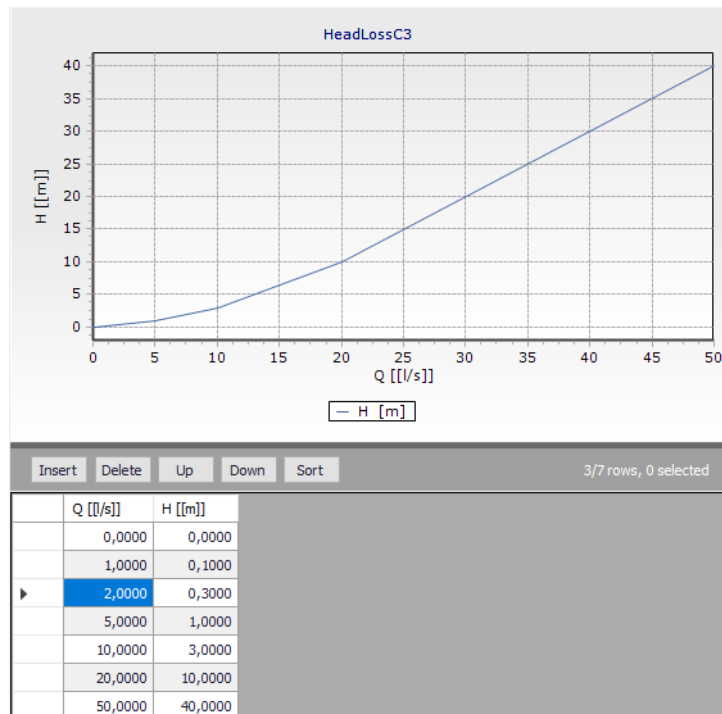 HeadLossC3
40
35
30
25
20
15
10
5
0
H [[m]]
0 5 10 15 20 25 30 35 40 45 50
Q [[l/s]]
H [m]
Insert Delete Up Down Sort 3/7 rows, 0 selected
Q [[l/s]] H [[m]]
0,0000 0,0000
1,0000 0,1000
2,0000 0,3000
5,0000 1,0000
10,0000 3,0000
20,0000 10,0000
50,0000 40,0000